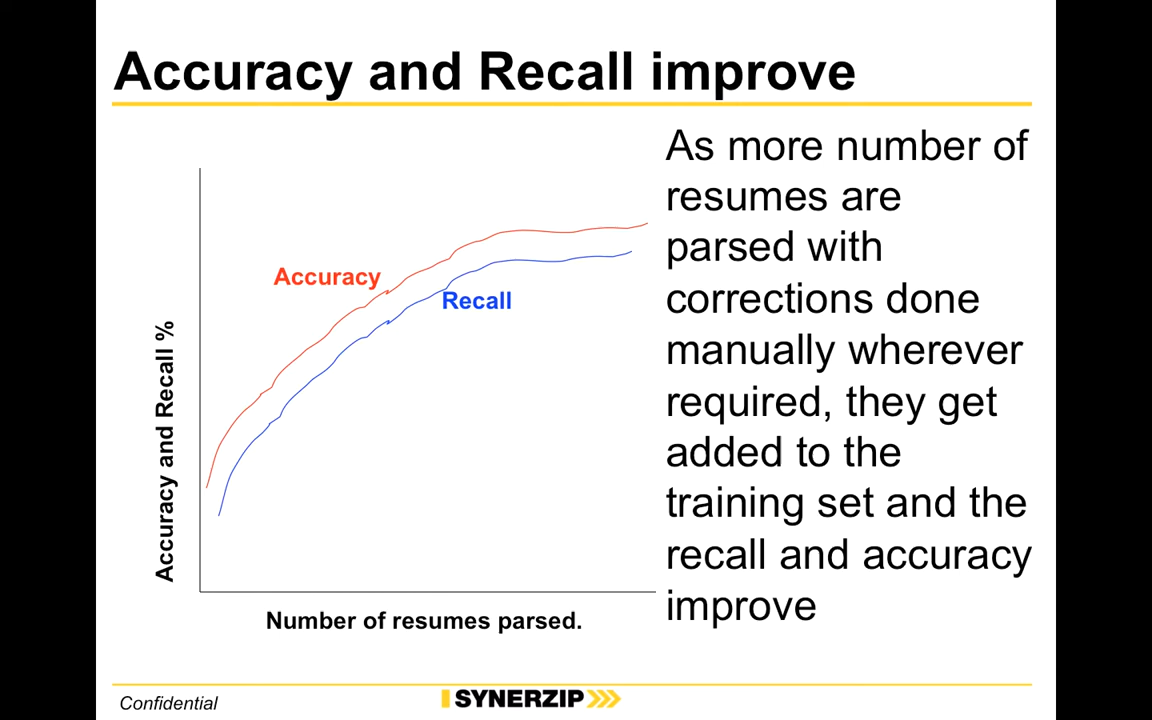 Accuracy and Recall improve
As more number of
resumes are
parsed with
corrections done
manually wherever
required, they get
added to the
training set and the
recall and accuracy
improve
Accuracy
Recall
Accuracy and Recall %
Number of resumes parsed.
Confidential
SYNERZIP